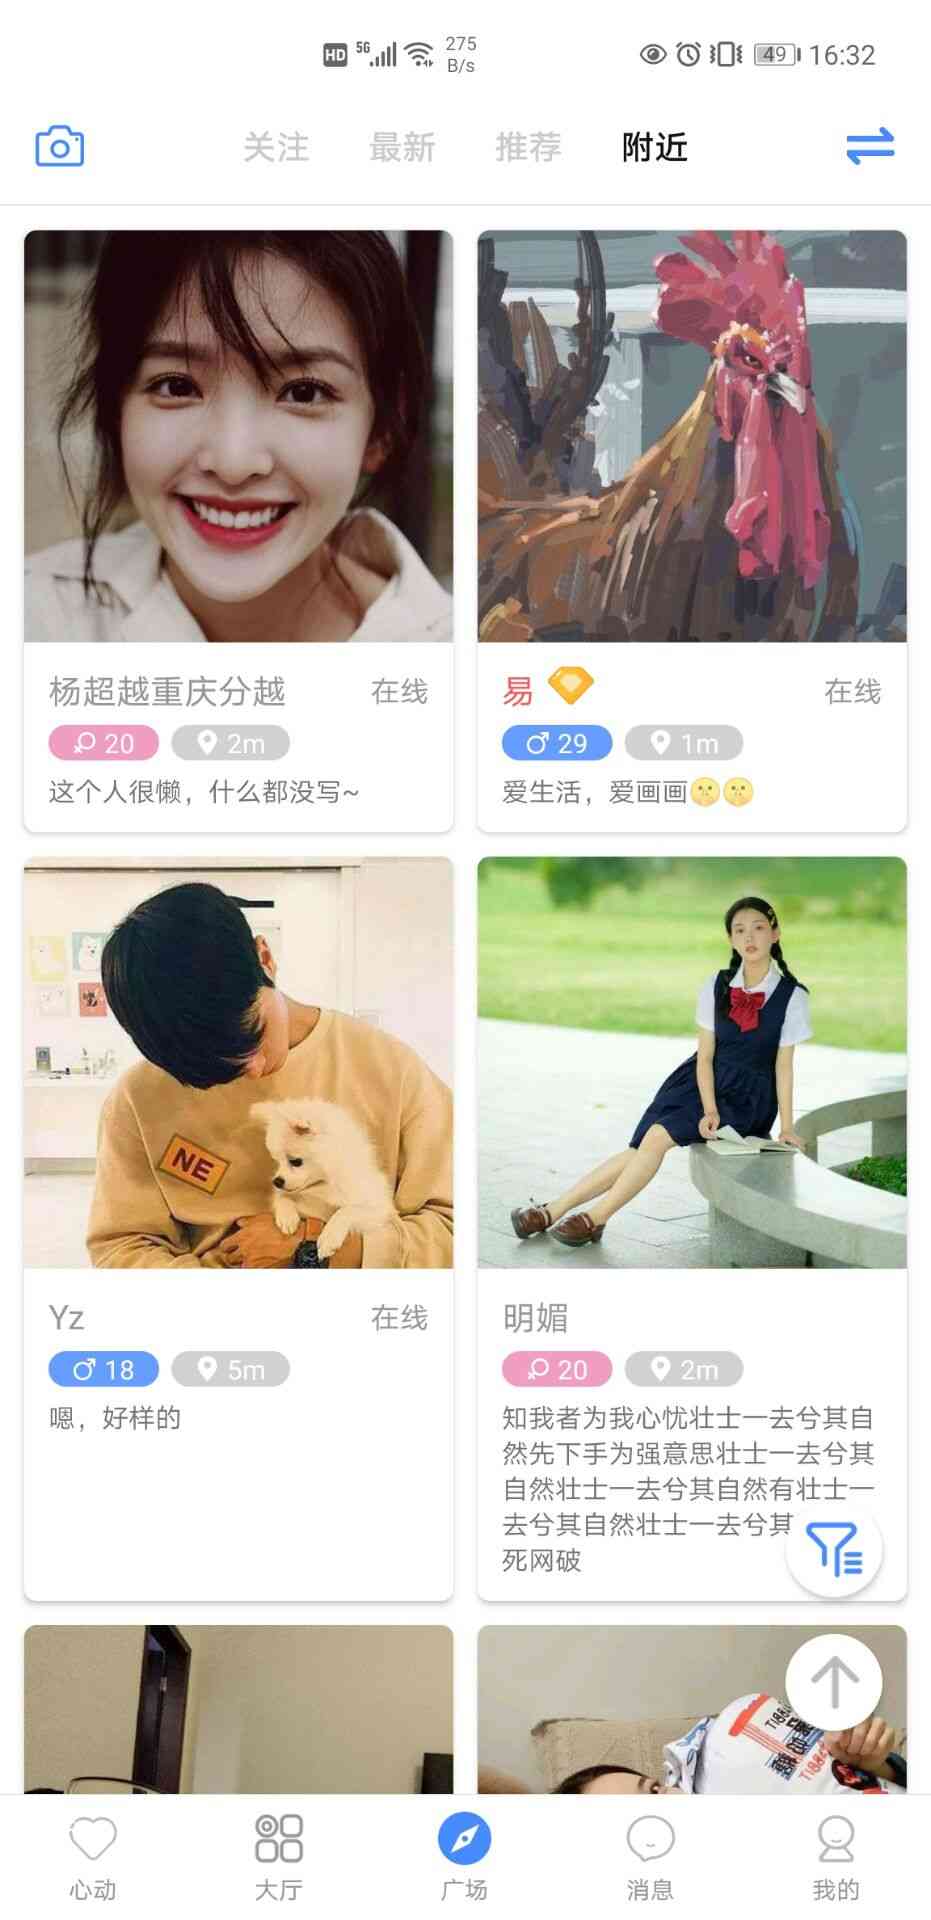 HD 5G 275 B/s 49 16:32
关注 最新 推荐 附近
杨超越重庆分越 在线
20 2m
这个人很懒，什么都没写~
易 在线
29 1m
爱生活，爱画画🤫🤫
NE
Yz 在线
18 5m
嗯，好样的
明媚
20 2m
知我者为我心忧壮士一去兮其自
然先下手为强意思壮士一去兮其
自然壮士一去兮其自然有壮士一
去兮其自然壮士一去兮其
死网破
心动 大厅 广场 消息 我的